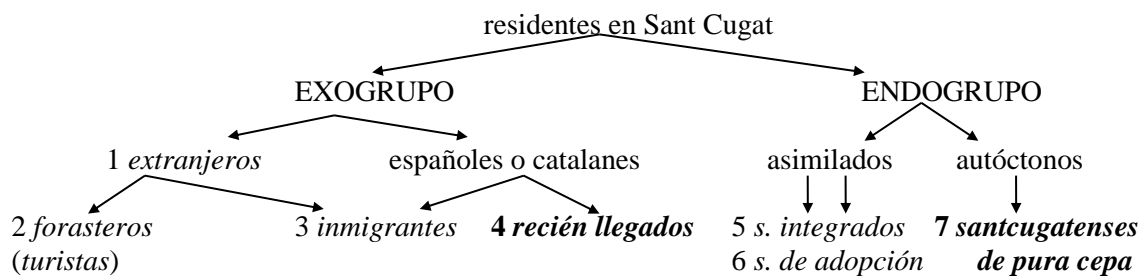 residentes en Sant Cugat
EXOGRUPO ENDOGRUPO
1 extranjeros españoles o catalanes asimilados autóctonos
2 forasteros 3 inmigrantes 4 recién llegados 5 s. integrados 7 santcugatenses
(turistas) 6 s. de adopción de pura cepa